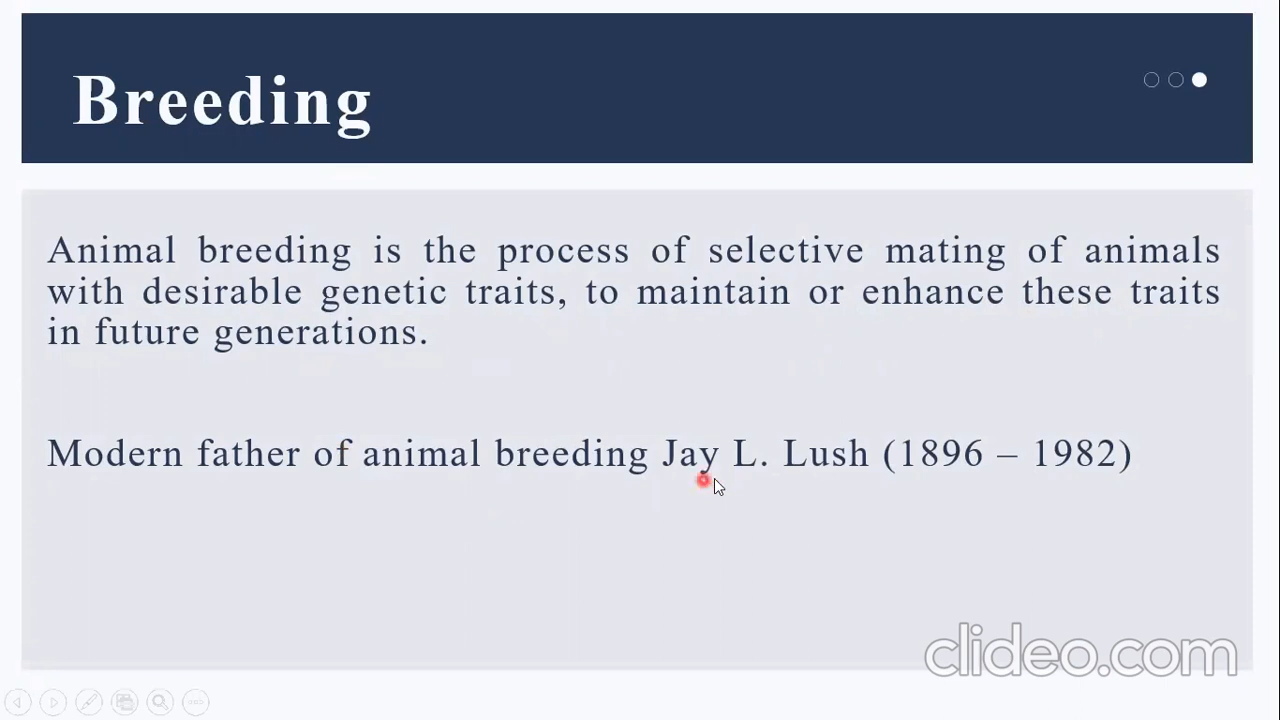 Breeding
Animal breeding is the process of selective mating of animals
with desirable genetic traits, to maintain or enhance these traits
in future generations.
Modern father of animal breeding Jay L. Lush (1896 – 1982)
clideo.com